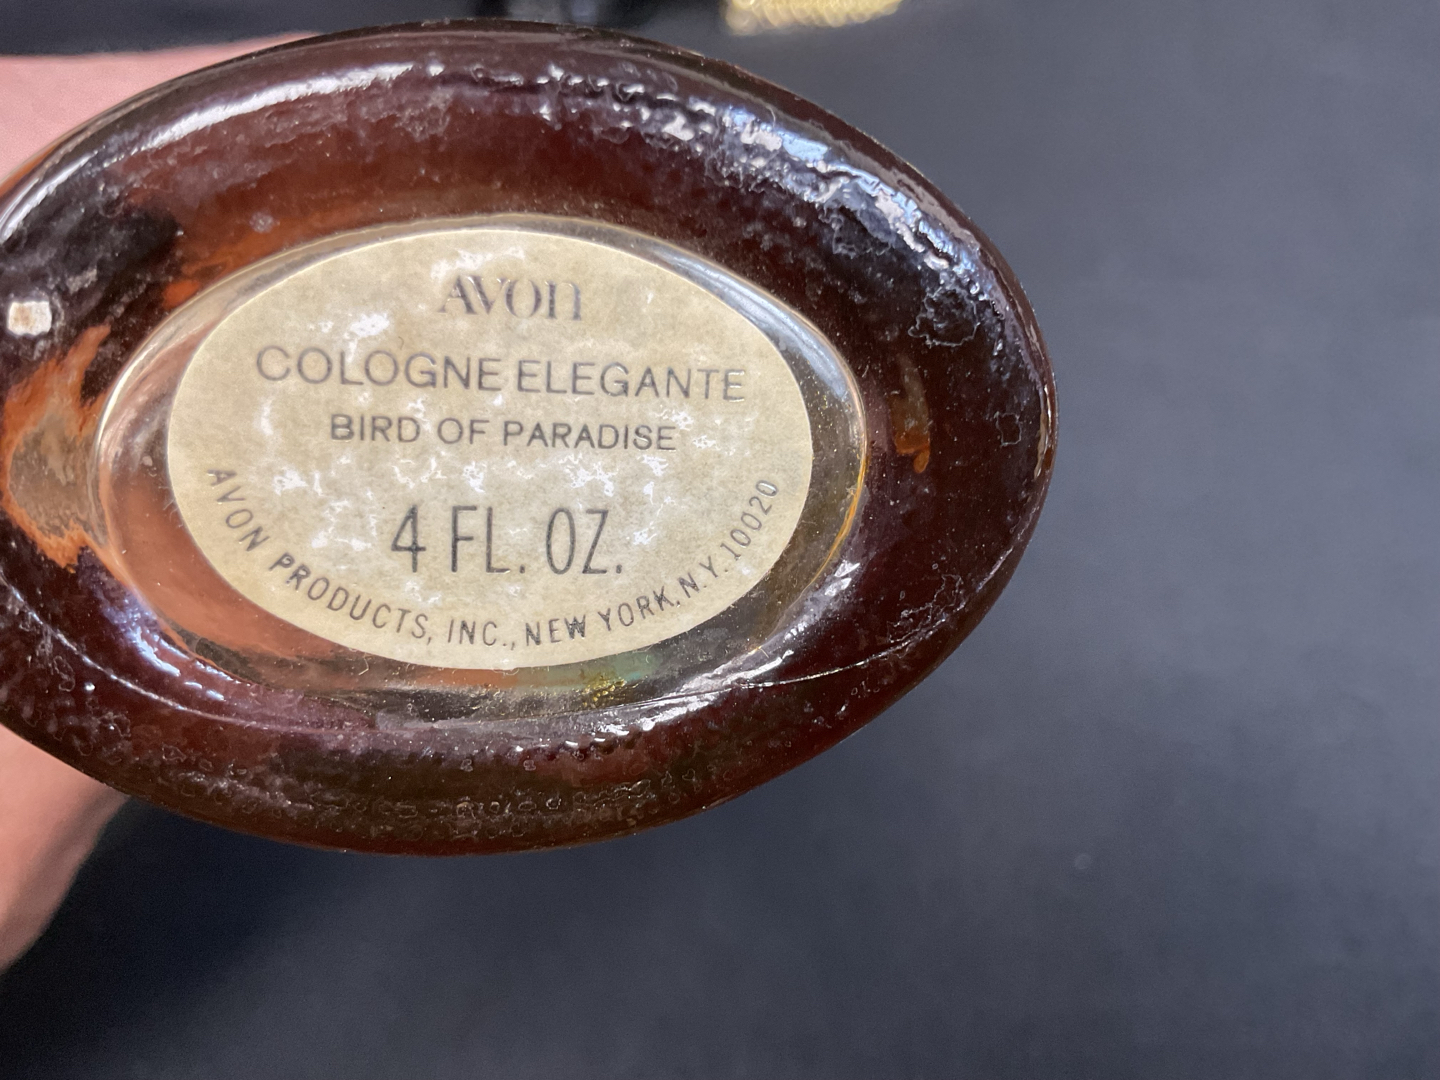 AVON
COLOGNE ELEGANTE
BIRD OF PARADISE
4 FL. OZ.
AVON PRODUCTS, INC., NEW YORK, N.Y. 10020